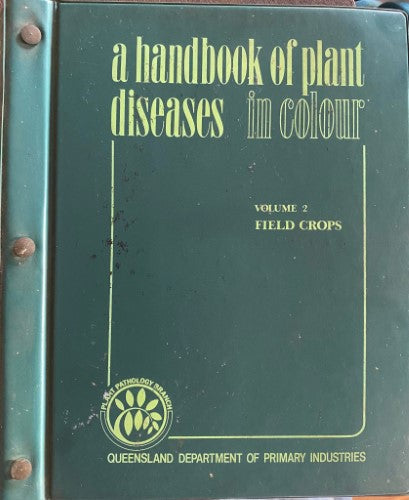 a handbook of plant
diseases in colour
VOLUME 2
FIELD CROPS
PLANT PATHOLOGY BRANCH
QUEENSLAND DEPARTMENT OF PRIMARY INDUSTRIES